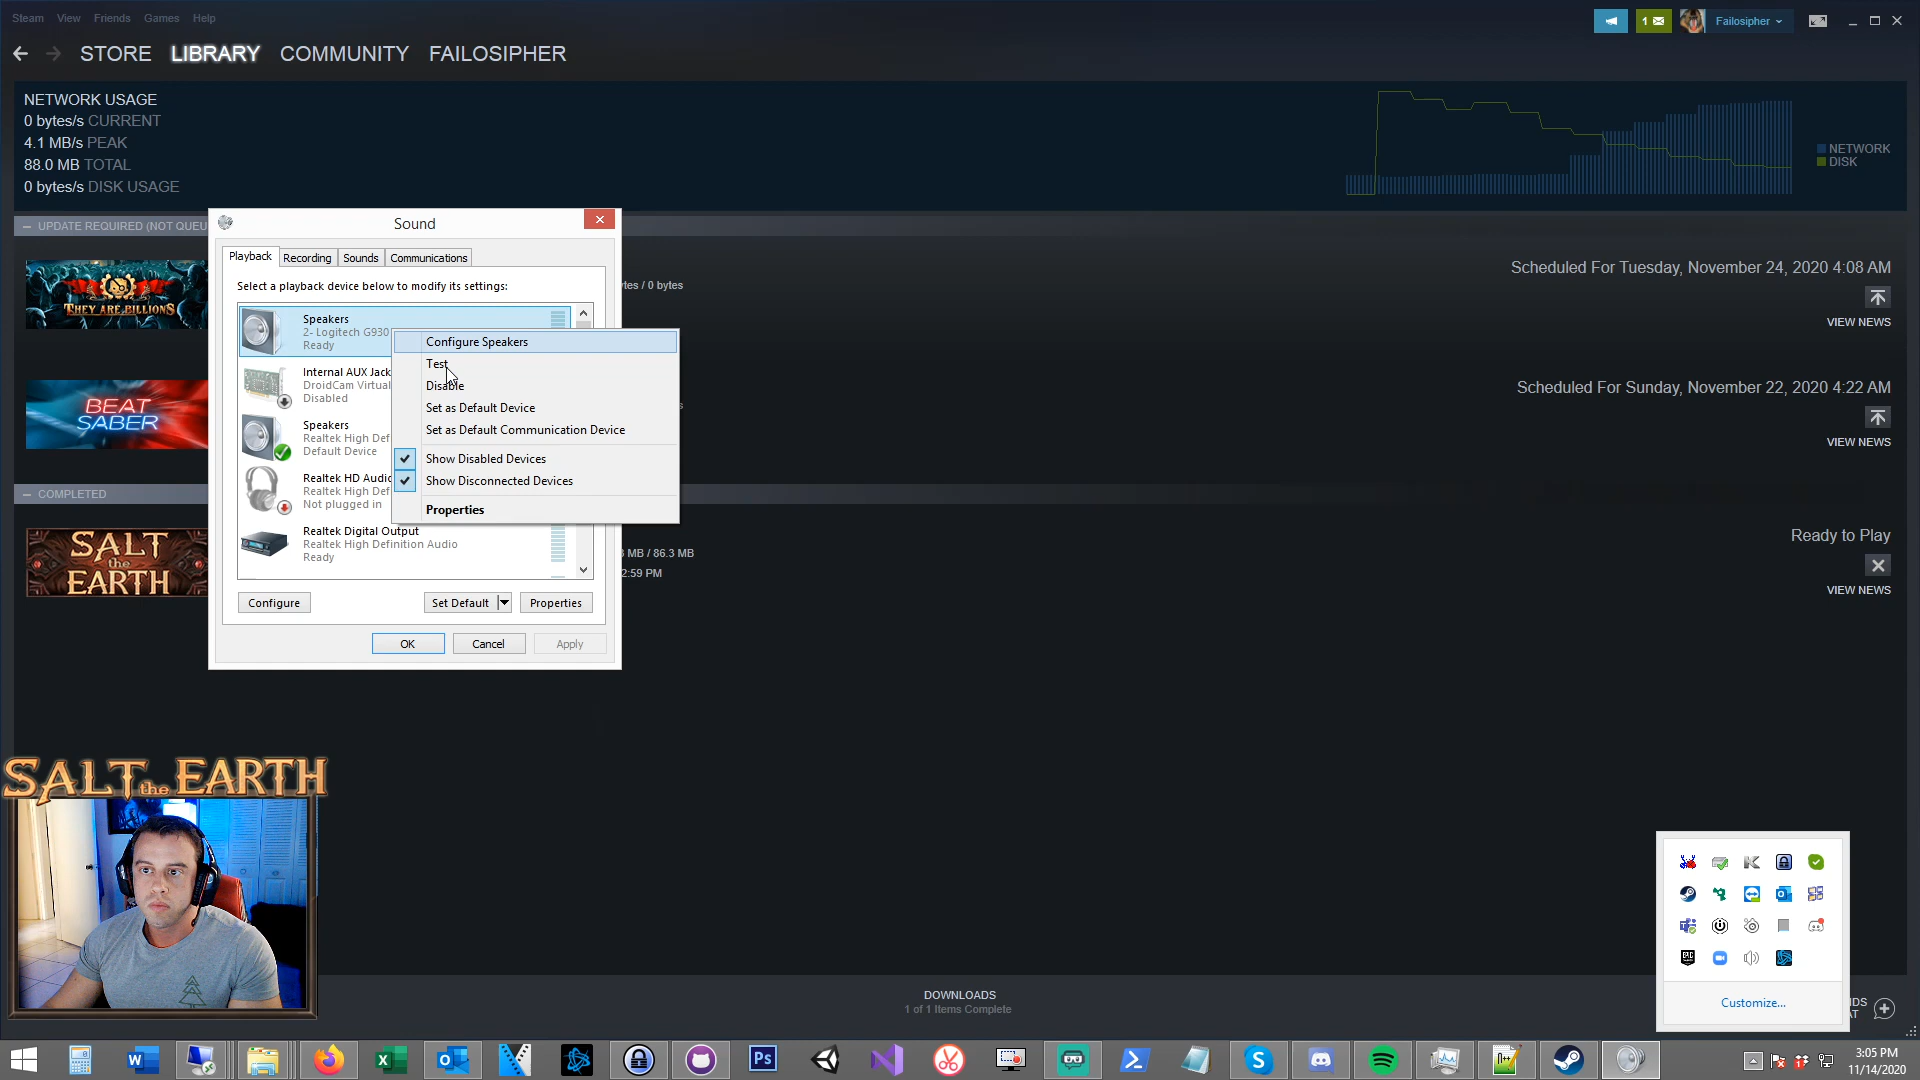 Steam View Friends Games Help
1
Failosipher
STORE LIBRARY COMMUNITY FAILOSIPHER
NETWORK USAGE
0 bytes/s CURRENT
4.1 MB/s PEAK
88.0 MB TOTAL
0 bytes/s DISK USAGE
NETWORK
DISK
UPDATE REQUIRED (NOT QUEU
THEY ARE BILLIONS
tes / 0 bytes
Scheduled For Tuesday, November 24, 2020 4:08 AM
VIEW NEWS
BEAT
SABER
Scheduled For Sunday, November 22, 2020 4:22 AM
VIEW NEWS
COMPLETED
SALT
the
EARTH
MB / 86.3 MB
2:59 PM
Ready to Play
VIEW NEWS
Sound
Playback Recording Sounds Communications
Select a playback device below to modify its settings:
Speakers
2- Logitech G930
Ready
Internal AUX Jack
DroidCam Virtual
Disabled
Speakers
Realtek High Def
Default Device
Realtek HD Audio
Realtek High Def
Not plugged in
Realtek Digital Output
Realtek High Definition Audio
Ready
Configure Speakers
Test
Disable
Set as Default Device
Set as Default Communication Device
Show Disabled Devices
Show Disconnected Devices
Properties
Configure Set Default Properties
OK Cancel Apply
SALT the EARTH
DOWNLOADS
1 of 1 Items Complete
Customize...
DS
AT
Ps
3:05 PM
11/14/2020